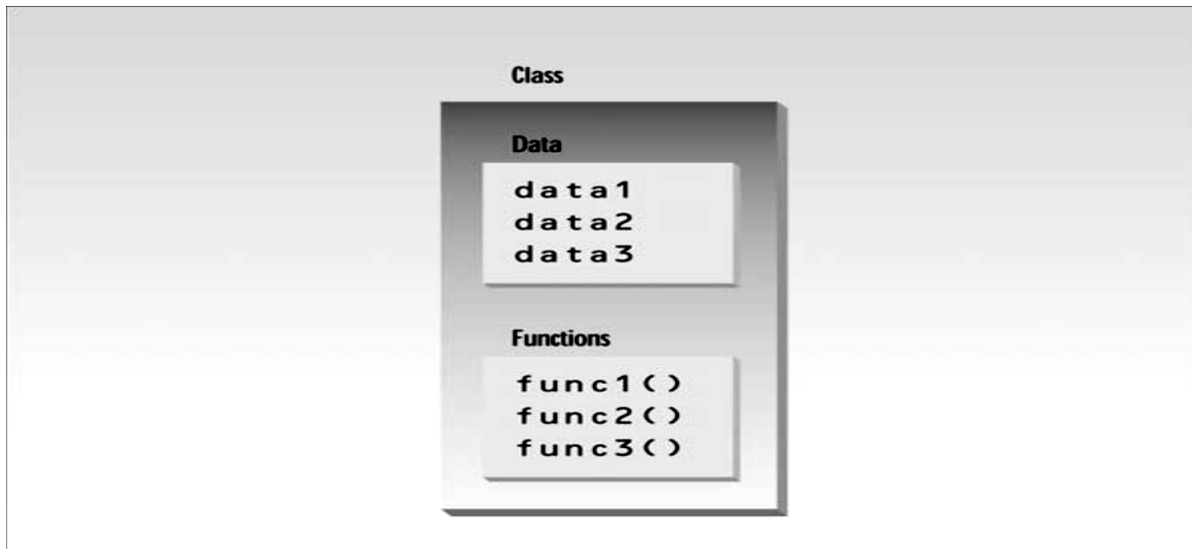 Class
Data
data1
data2
data3
Functions
func1()
func2()
func3()